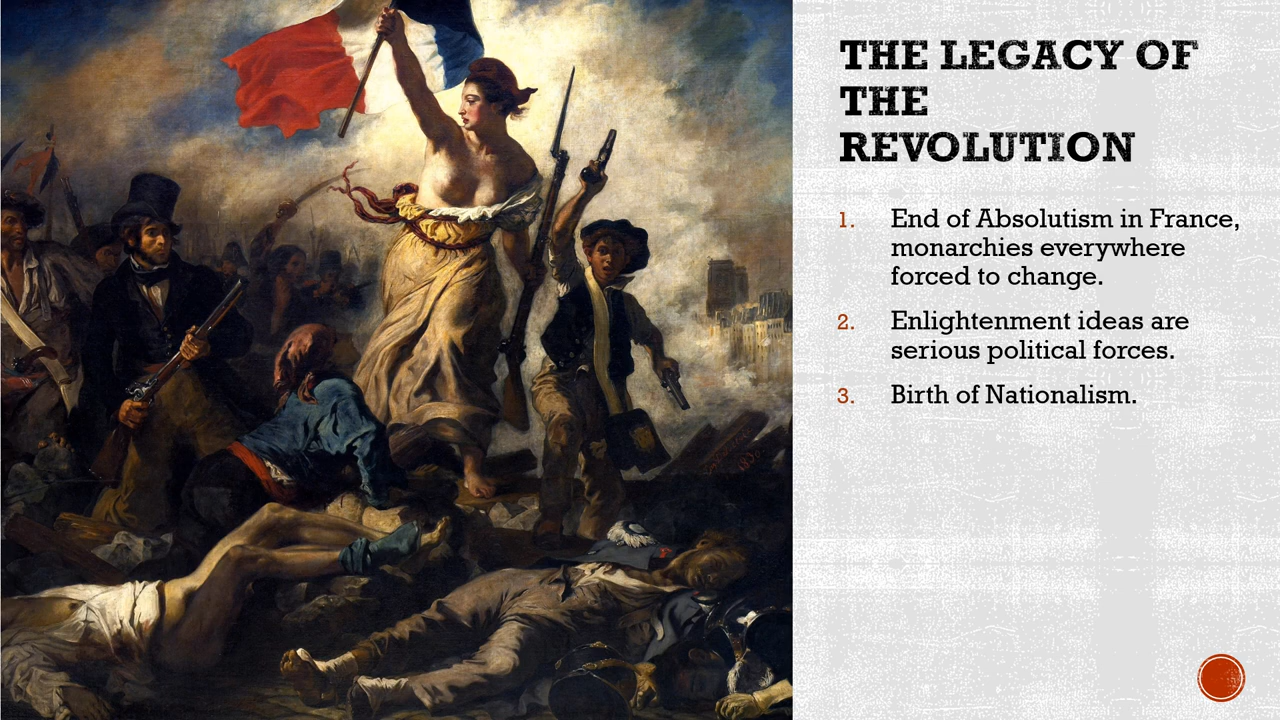 THE LEGACY OF
THE
REVOLUTION
1. End of Absolutism in France,
monarchies everywhere
forced to change.
2. Enlightenment ideas are
serious political forces.
3. Birth of Nationalism.